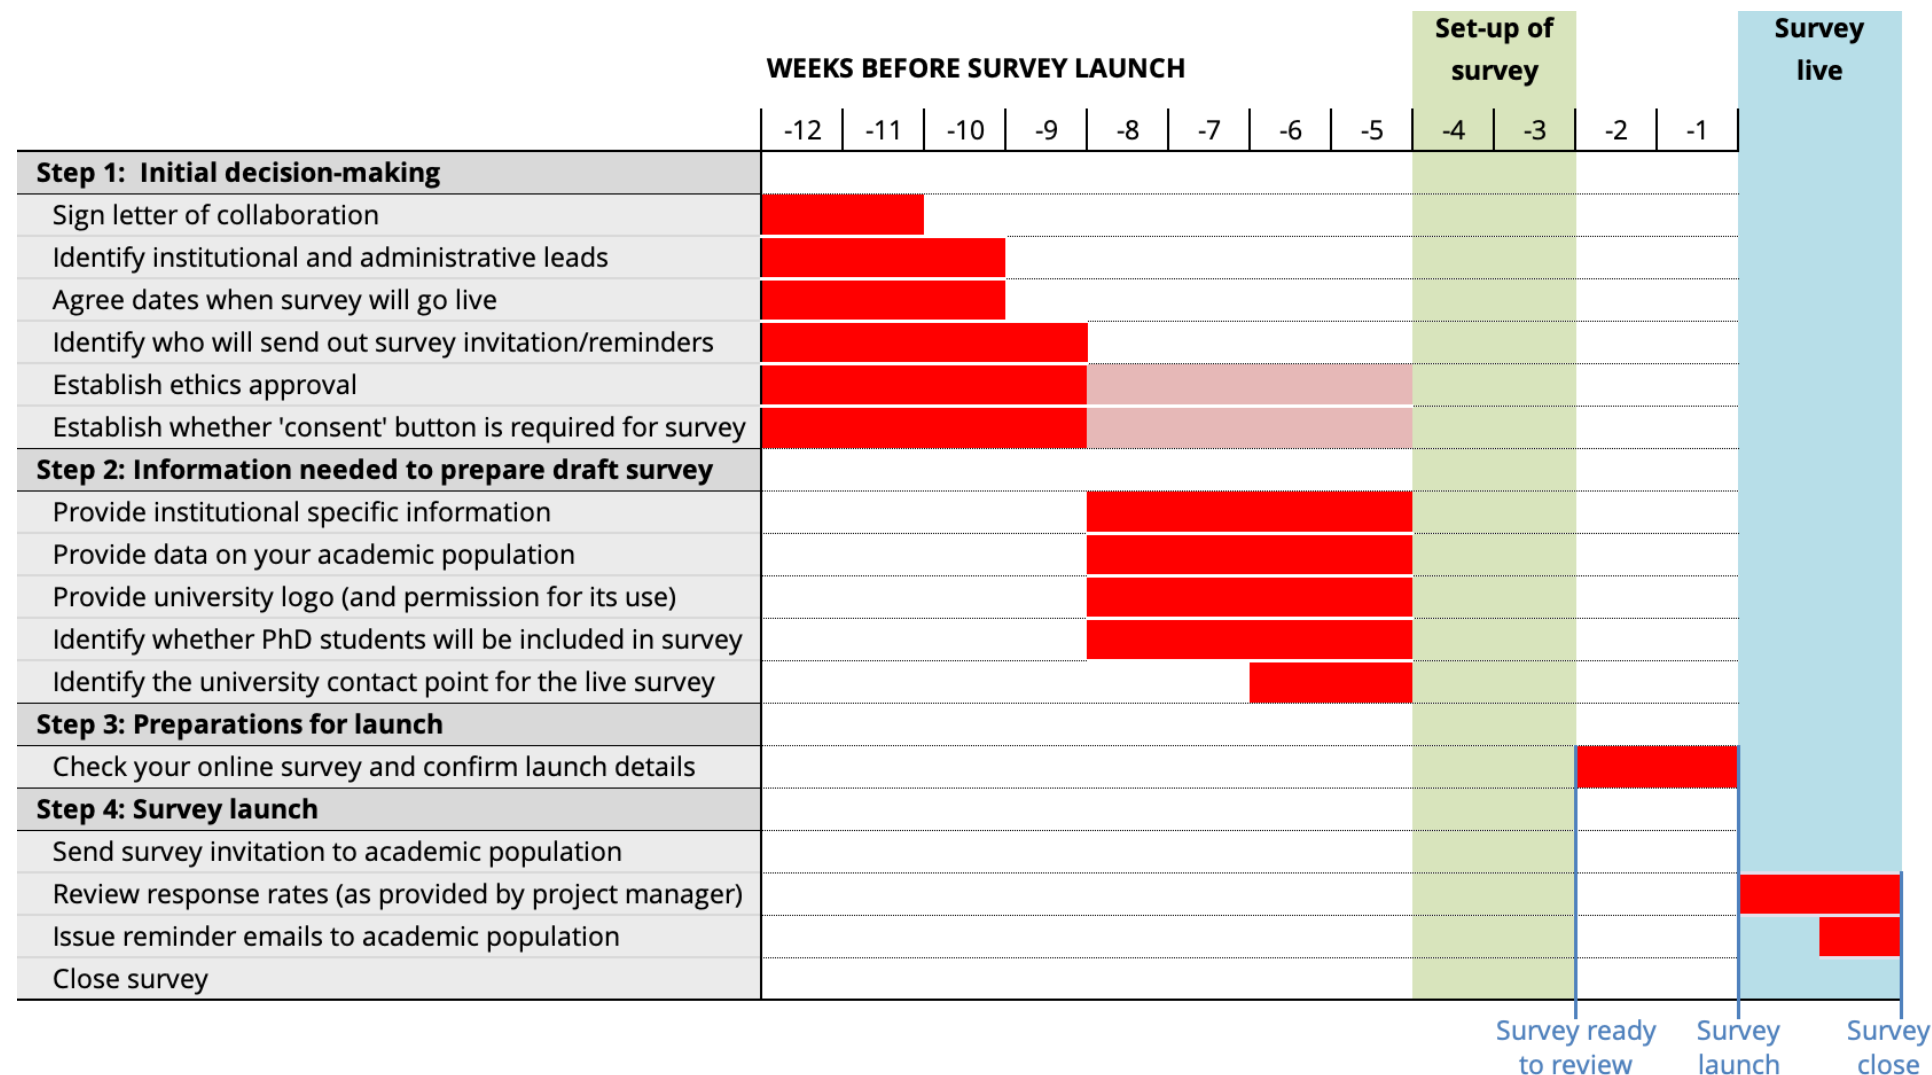 Set-up of
survey
Survey
live
WEEKS BEFORE SURVEY LAUNCH
-12 -11 -10 -9 -8 -7 -6 -5 -4 -3 -2 -1
Step 1:  Initial decision-making
Sign letter of collaboration
Identify institutional and administrative leads
Agree dates when survey will go live
Identify who will send out survey invitation/reminders
Establish ethics approval
Establish whether 'consent' button is required for survey
Step 2: Information needed to prepare draft survey
Provide institutional specific information
Provide data on your academic population
Provide university logo (and permission for its use)
Identify whether PhD students will be included in survey
Identify the university contact point for the live survey
Step 3: Preparations for launch
Check your online survey and confirm launch details
Step 4: Survey launch
Send survey invitation to academic population
Review response rates (as provided by project manager)
Issue reminder emails to academic population
Close survey
Survey ready
to review
Survey
launch
Survey
close